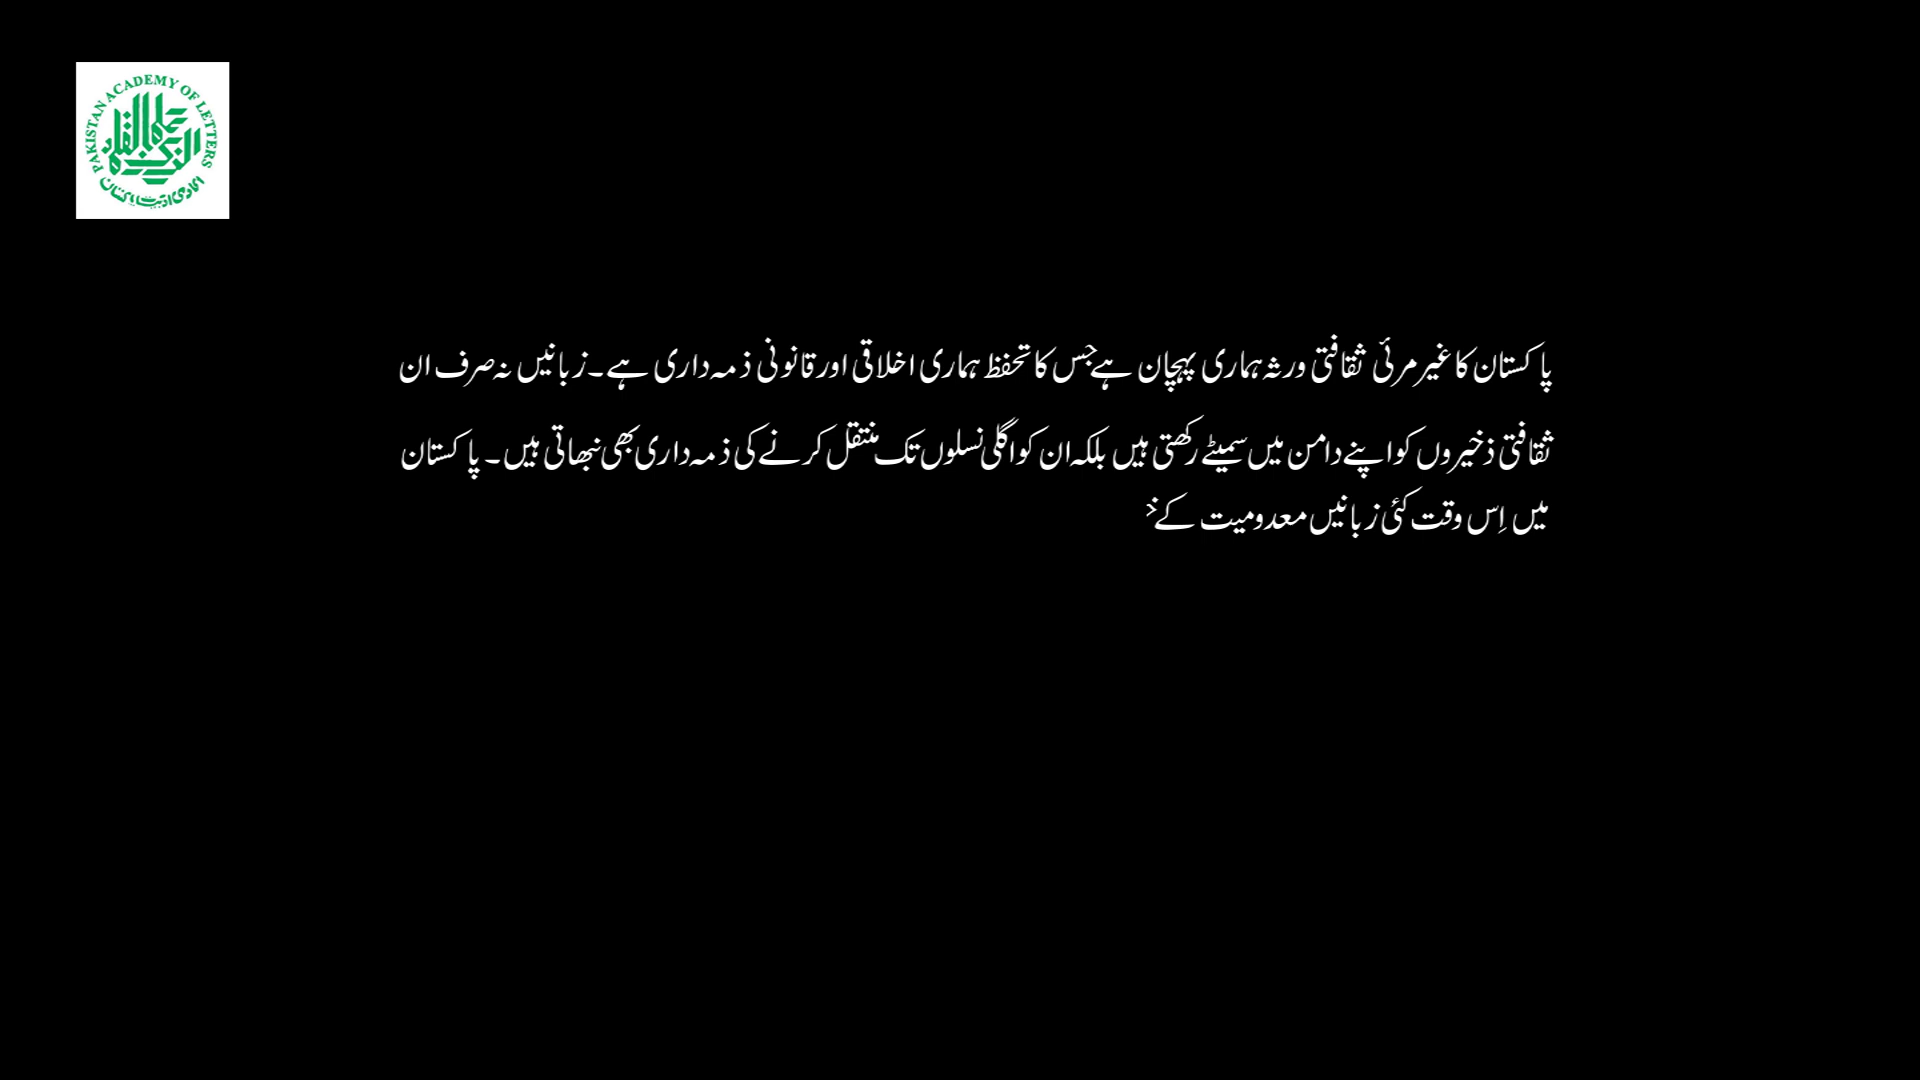 PAKISTAN ACADEMY OF LETTERS
اکادمی ادبیات پاکستان
پاکستان کا غیر مرئی ثقافتی ورثہ ہماری پہچان ہے جس کا تحفظ ہماری اخلاقی اور قانونی ذمہ داری ہے۔ زبانیں نہ صرف ان
ثقافتی ذخیروں کو اپنے دامن میں سمیٹے رکھتی ہیں بلکہ ان کو اگلی نسلوں تک منتقل کرنے کی ذمہ داری بھی نبھاتی ہیں۔ پاکستان
میں اِس وقت کئی زبانیں معدومیت کے